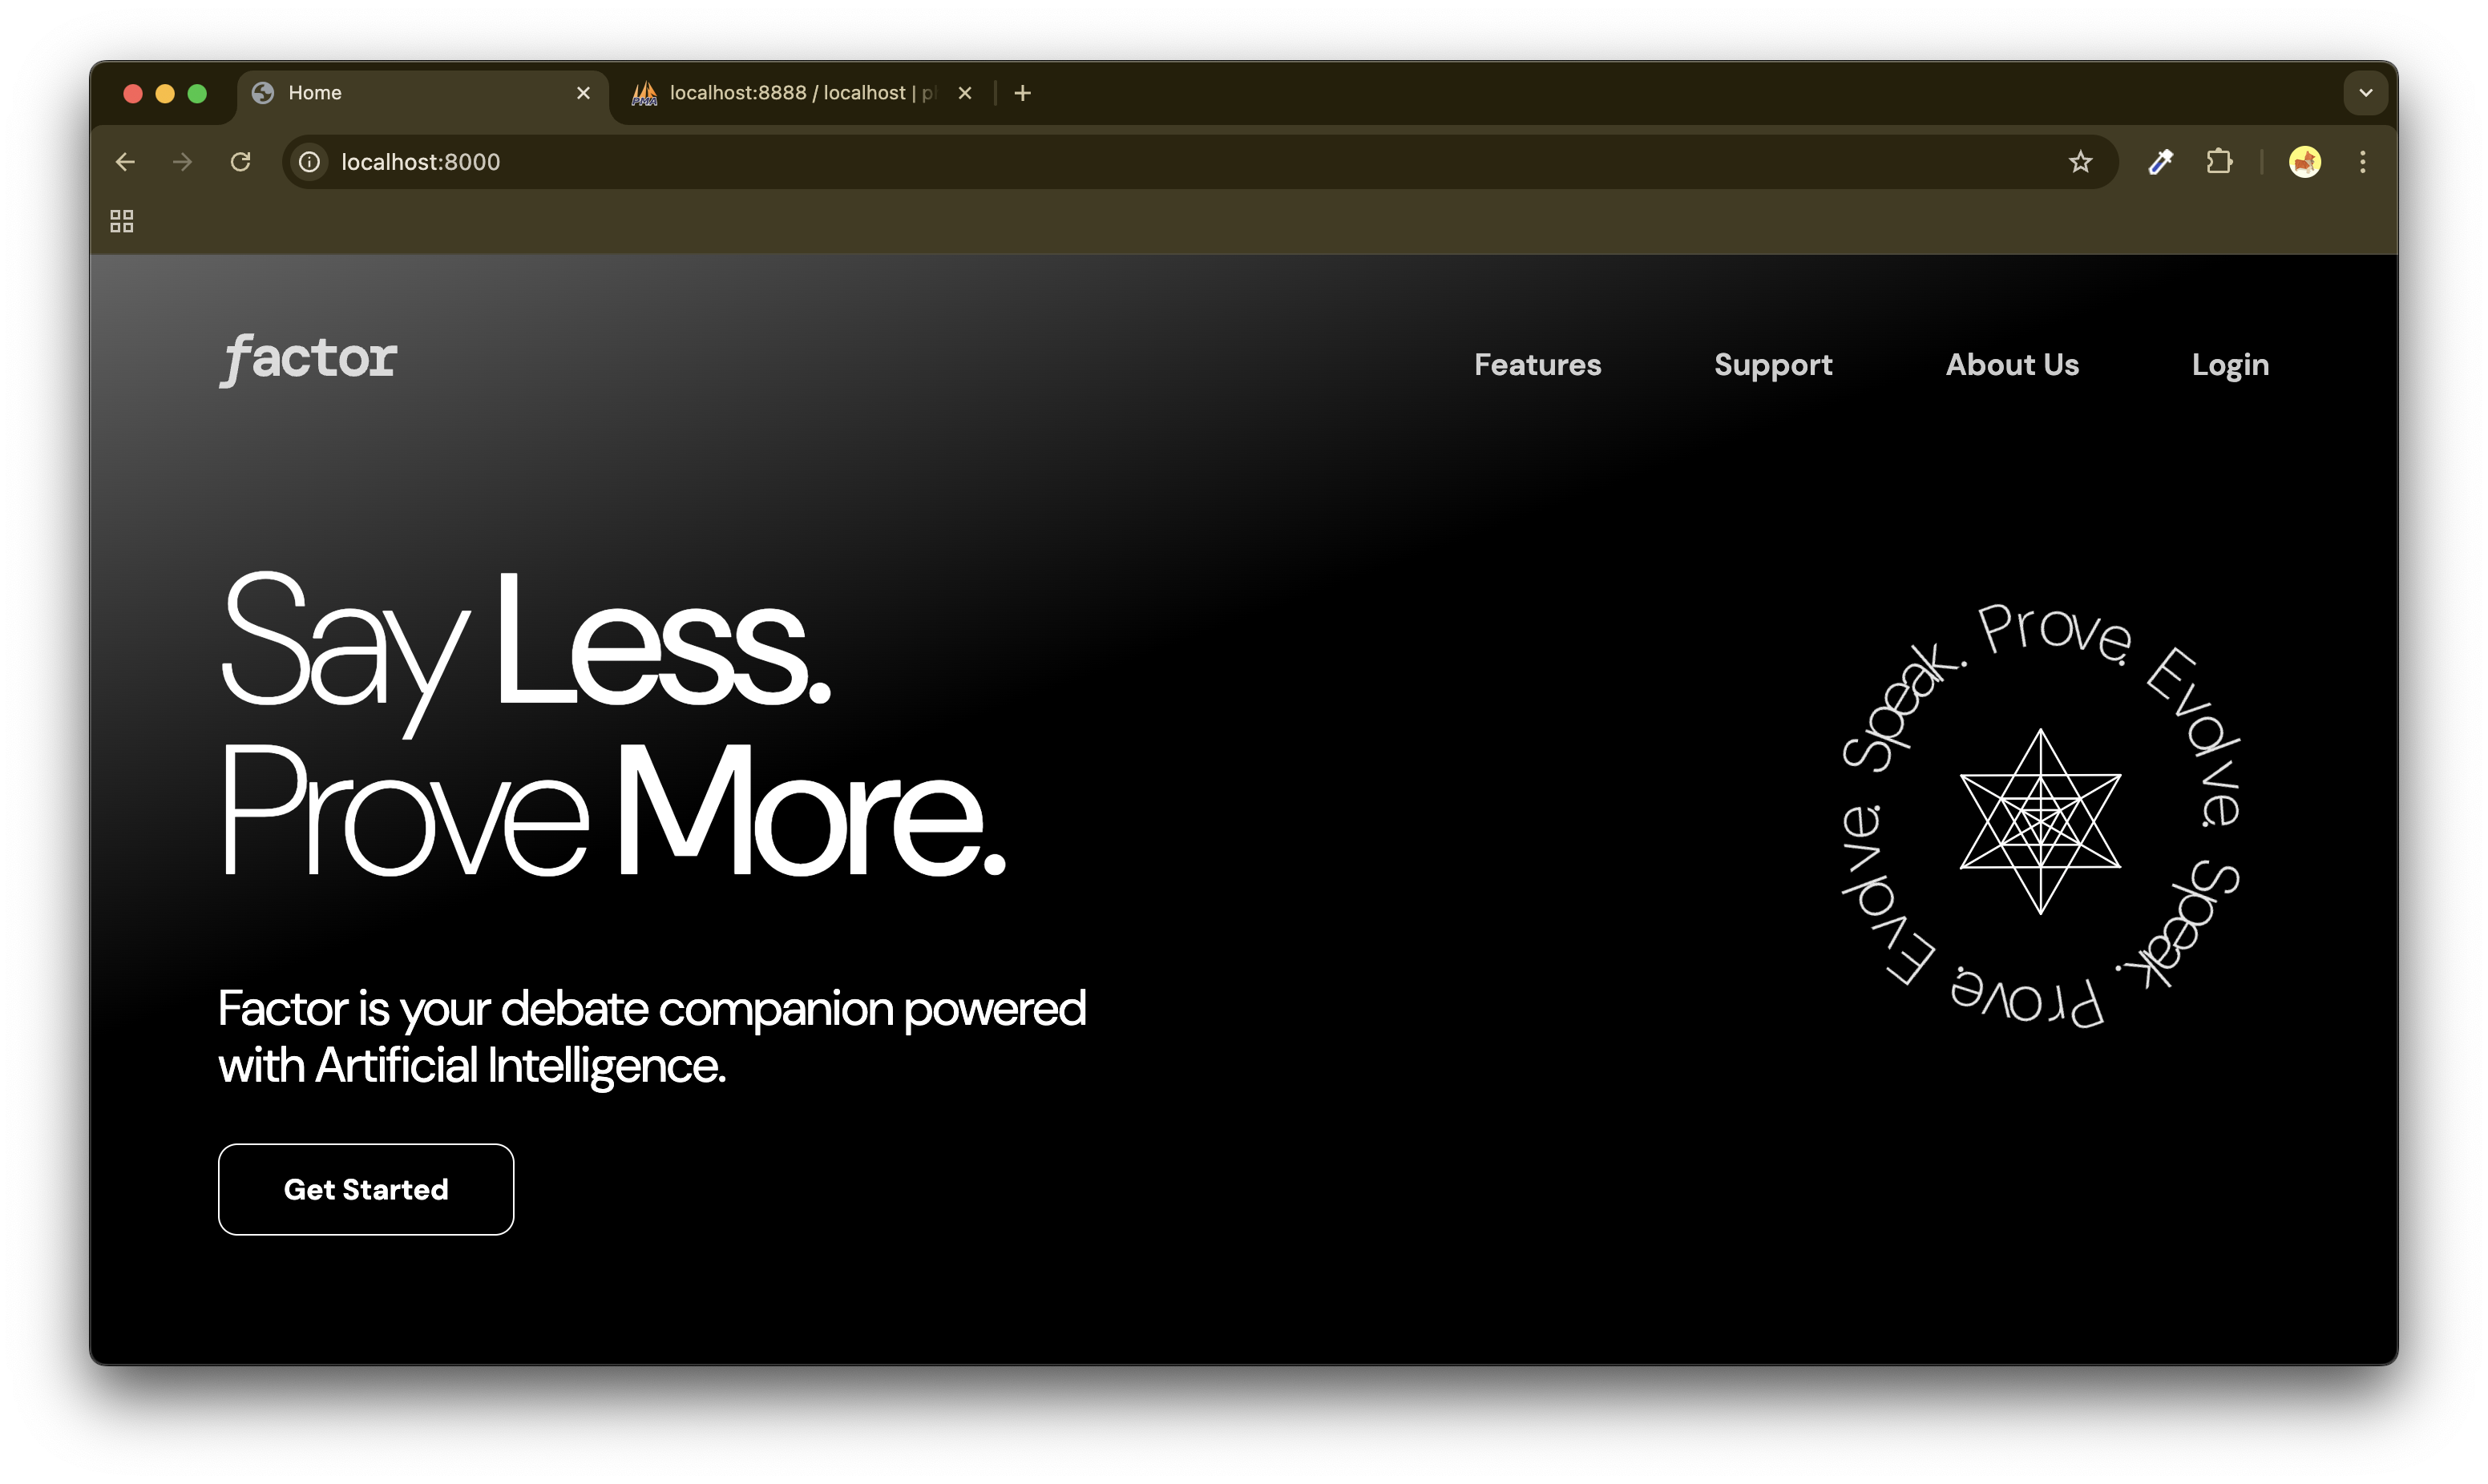 Home
localhost:8888 / localhost |
localhost:8000
factor
Features
Support
About Us
Login
Say Less.
Prove More.
Speak. Prove. Evolve. Speak. Prove. Evolve.
Factor is your debate companion powered
with Artificial Intelligence.
Get Started